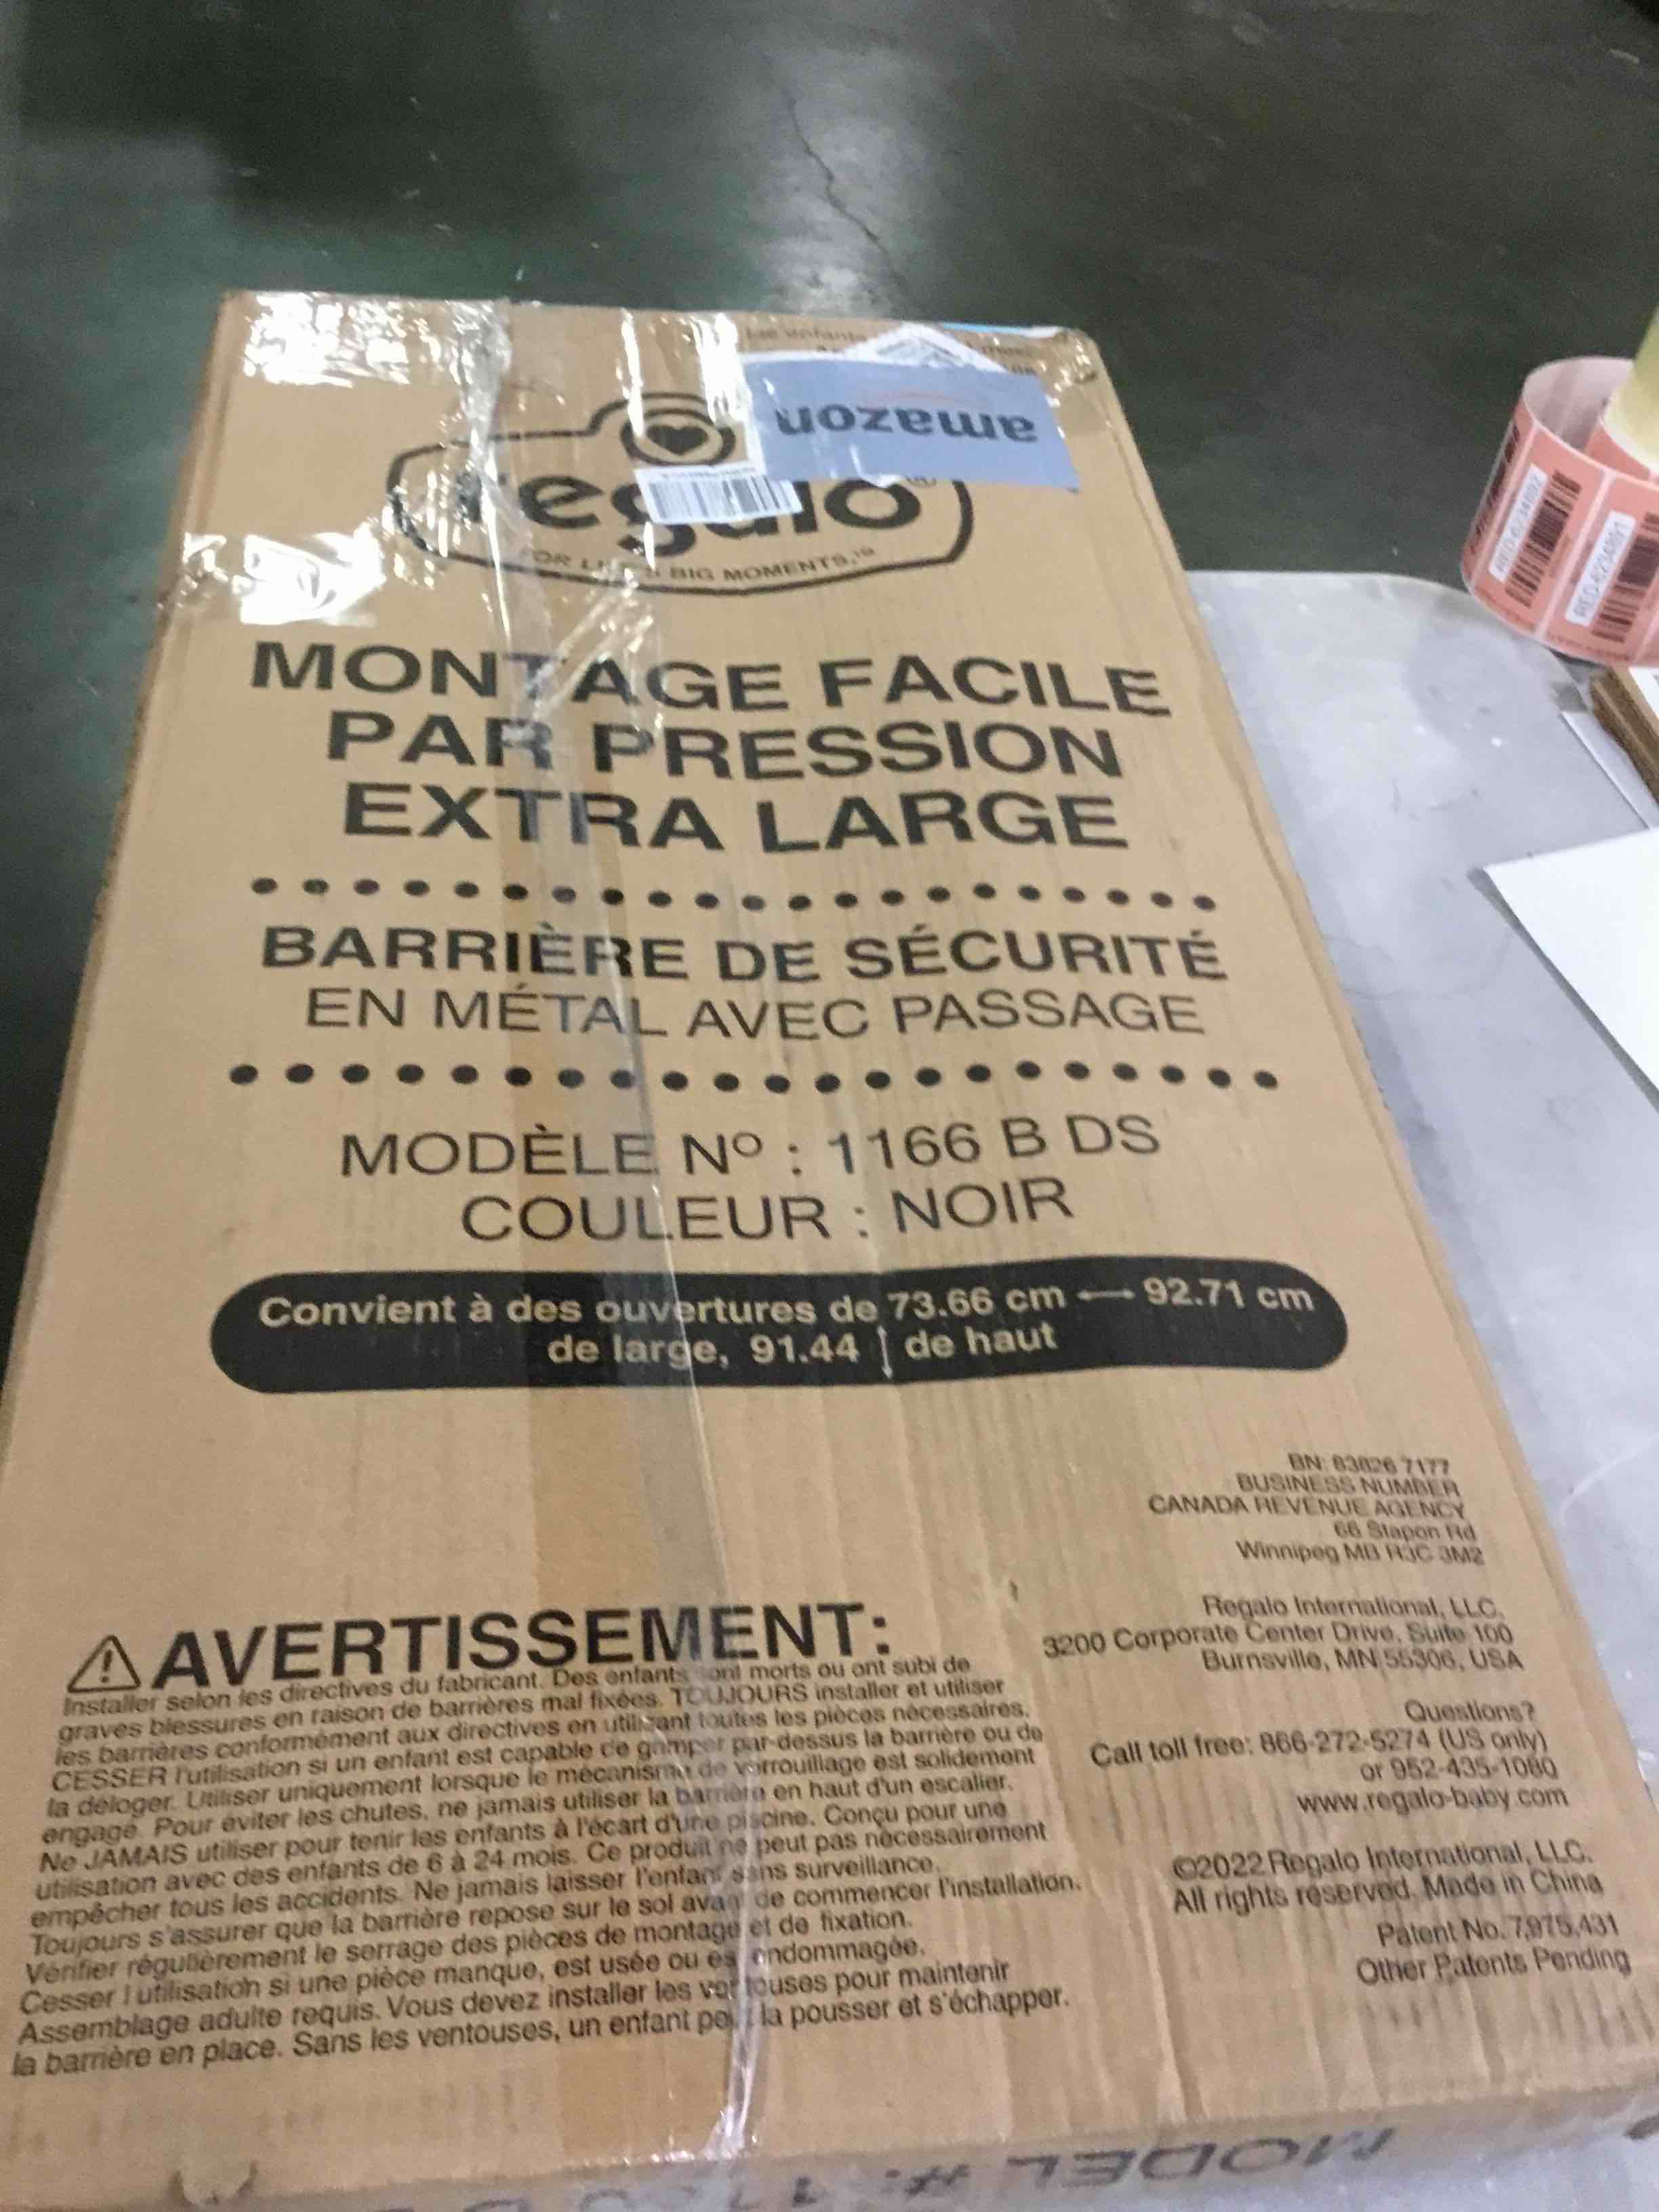 amazon
regalo
FOR LIFE'S BIG MOMENTS.™
MONTAGE FACILE
PAR PRESSION
EXTRA LARGE
BARRIÈRE DE SÉCURITÉ
EN MÉTAL AVEC PASSAGE
MODÈLE Nº : 1166 B DS
COULEUR : NOIR
Convient à des ouvertures de 73.66 cm ⟷ 92.71 cm
de large, 91.44 ↕ de haut
BN: 83826 7177
BUSINESS NUMBER
CANADA REVENUE AGENCY
66 Stapon Rd
Winnipeg MB R3C 3M2
Regalo International, LLC.
3200 Corporate Center Drive, Suite 100
Burnsville, MN 55306, USA
Questions?
Call toll free: 866-272-5274 (US only)
or 952-435-1080
www.regalo-baby.com
©2022 Regalo International, LLC.
All rights reserved. Made in China
Patent No. 7,975,431
Other Patents Pending
⚠ AVERTISSEMENT:
Installer selon les directives du fabricant. Des enfants sont morts ou ont subi de
graves blessures en raison de barrières mal fixées. TOUJOURS installer et utiliser
les barrières conformément aux directives en utilisant toutes les pièces nécessaires.
CESSER l'utilisation si un enfant est capable de grimper par-dessus la barrière ou de
la déloger. Utiliser uniquement lorsque le mécanisme de verrouillage est solidement
engagé. Pour éviter les chutes, ne jamais utiliser la barrière en haut d'un escalier.
Ne JAMAIS utiliser pour tenir les enfants à l'écart d'une piscine. Conçu pour une
utilisation avec des enfants de 6 à 24 mois. Ce produit ne peut pas nécessairement
empêcher tous les accidents. Ne jamais laisser l'enfant sans surveillance.
Toujours s'assurer que la barrière repose sur le sol avant de commencer l'installation.
Vérifier régulièrement le serrage des pièces de montage et de fixation.
Cesser l'utilisation si une pièce manque, est usée ou es endommagée.
Assemblage adulte requis. Vous devez installer les ventouses pour maintenir
la barrière en place. Sans les ventouses, un enfant peut la pousser et s'échapper.
MODEL #: